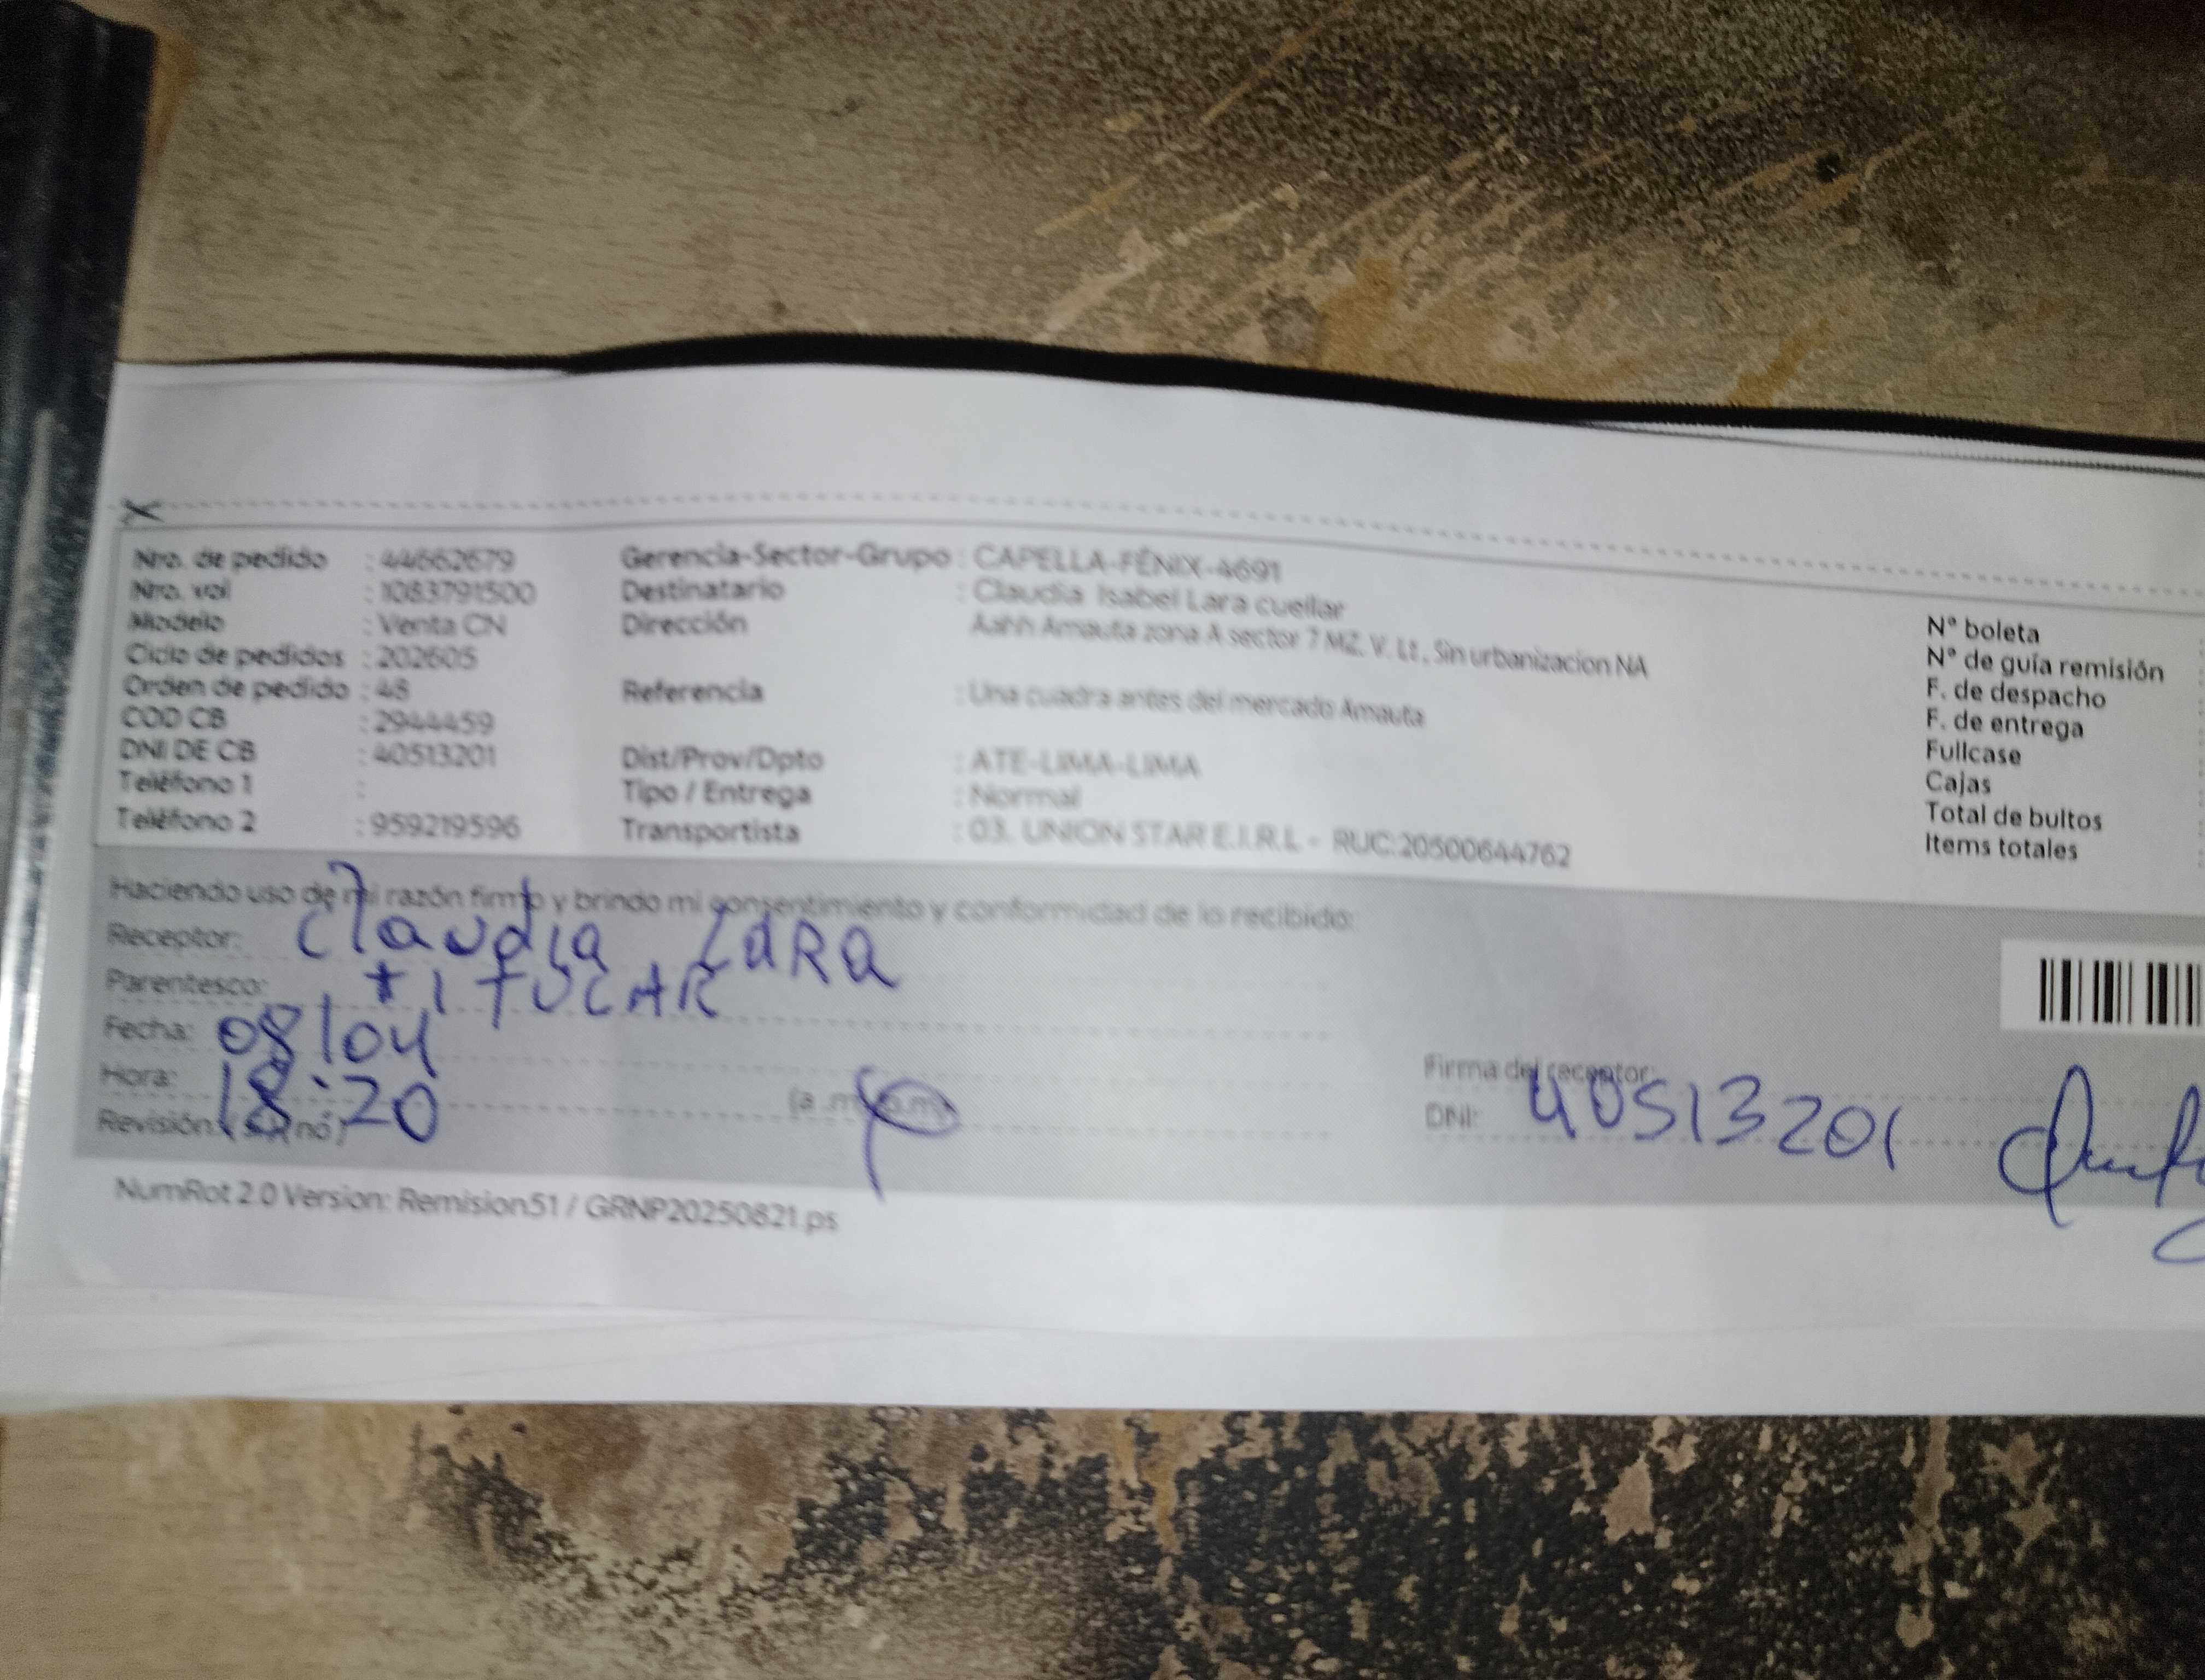 Nro. de pedido : 44662679
Nro. vol : 1083791500
Modelo : Venta CN
Ciclo de pedidos : 202605
Orden de pedido : 48
COD CB : 2944459
DNI DE CB : 40513201
Teléfono 1 :
Teléfono 2 : 959219596
Gerencia-Sector-Grupo : CAPELLA-FÉNIX-4691
Destinatario : Claudia Isabel Lara cuellar
Dirección Aahh Amauta zona A sector 7 MZ, V. Lt , Sin urbanizacion NA
Referencia : Una cuadra antes del mercado Amauta
Dist/Prov/Dpto : ATE-LIMA-LIMA
Tipo / Entrega : Normal
Transportista : 03. UNION STAR E.I.R.L - RUC:20500644762
N° boleta
N° de guía remisión
F. de despacho
F. de entrega
Fullcase
Cajas
Total de bultos
Items totales
Haciendo uso de mi razón firmo y brindo mi consentimiento y conformidad de lo recibido:
Receptor: Claudia LaRa
Parentesco: tituLAR
Fecha: 08/04
Hora: 18:20 (a.m/p.m)
Revisión: nó)
Firma del receptor:
DNI: 40513201
NumRot 2.0 Version: Remision51 / GRNP20250821.ps